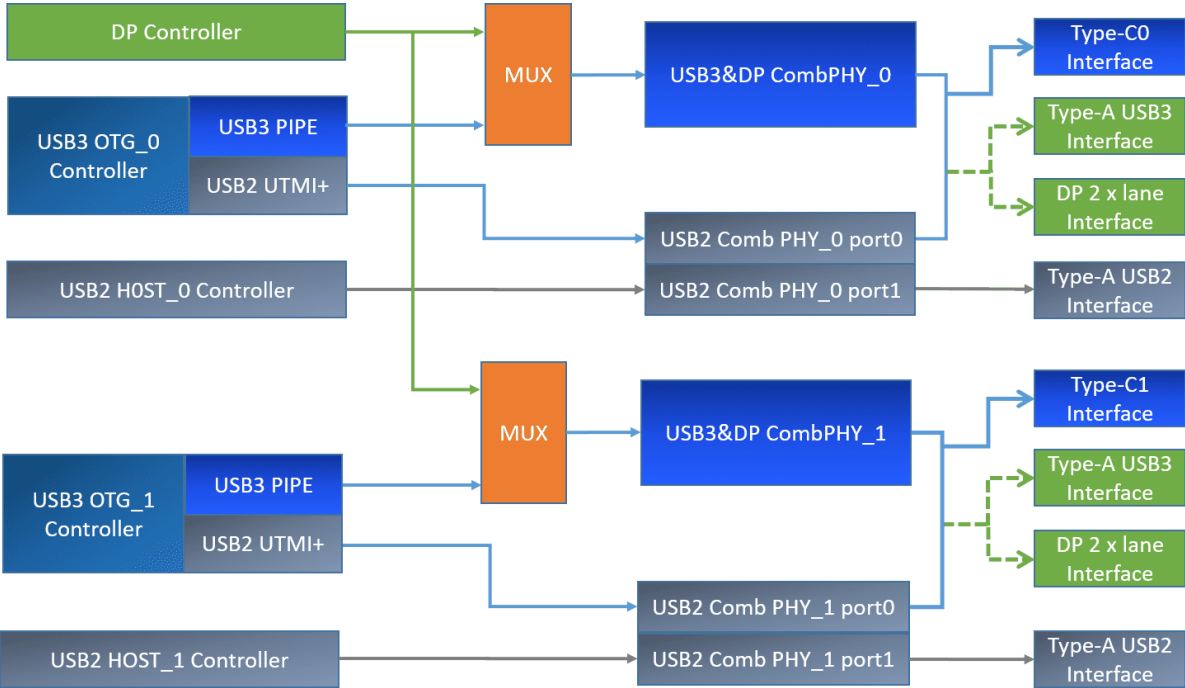 DP Controller
MUX
USB3&DP CombPHY_0
Type-C0
Interface
USB3 OTG_0
Controller
USB3 PIPE
USB2 UTMI+
Type-A USB3
Interface
DP 2 x lane
Interface
USB2 Comb PHY_0 port0
USB2 H0ST_0 Controller
USB2 Comb PHY_0 port1
Type-A USB2
Interface
MUX
USB3&DP CombPHY_1
Type-C1
Interface
USB3 OTG_1
Controller
USB3 PIPE
USB2 UTMI+
Type-A USB3
Interface
DP 2 x lane
Interface
USB2 Comb PHY_1 port0
USB2 HOST_1 Controller
USB2 Comb PHY_1 port1
Type-A USB2
Interface